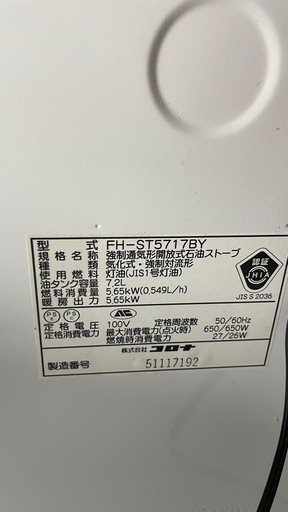 型 式 FH-ST5717BY
規格名称 強制通気形開放式石油ストーブ
種類 気化式・強制対流形
使用燃料 灯油(JIS1号灯油)
油タンク容量 7.2L
燃料消費量 5.65kW(0.549L/h)
暖房出力 5.65kW
認証
JHIA
JIS S 2036
PS E
PS C
定格電圧 100V 定格周波数 50/60Hz
定格消費電力 最大消費電力(点火時) 650/650W
燃焼時消費電力 27/26W
株式会社 コロナ
製造番号 51117192